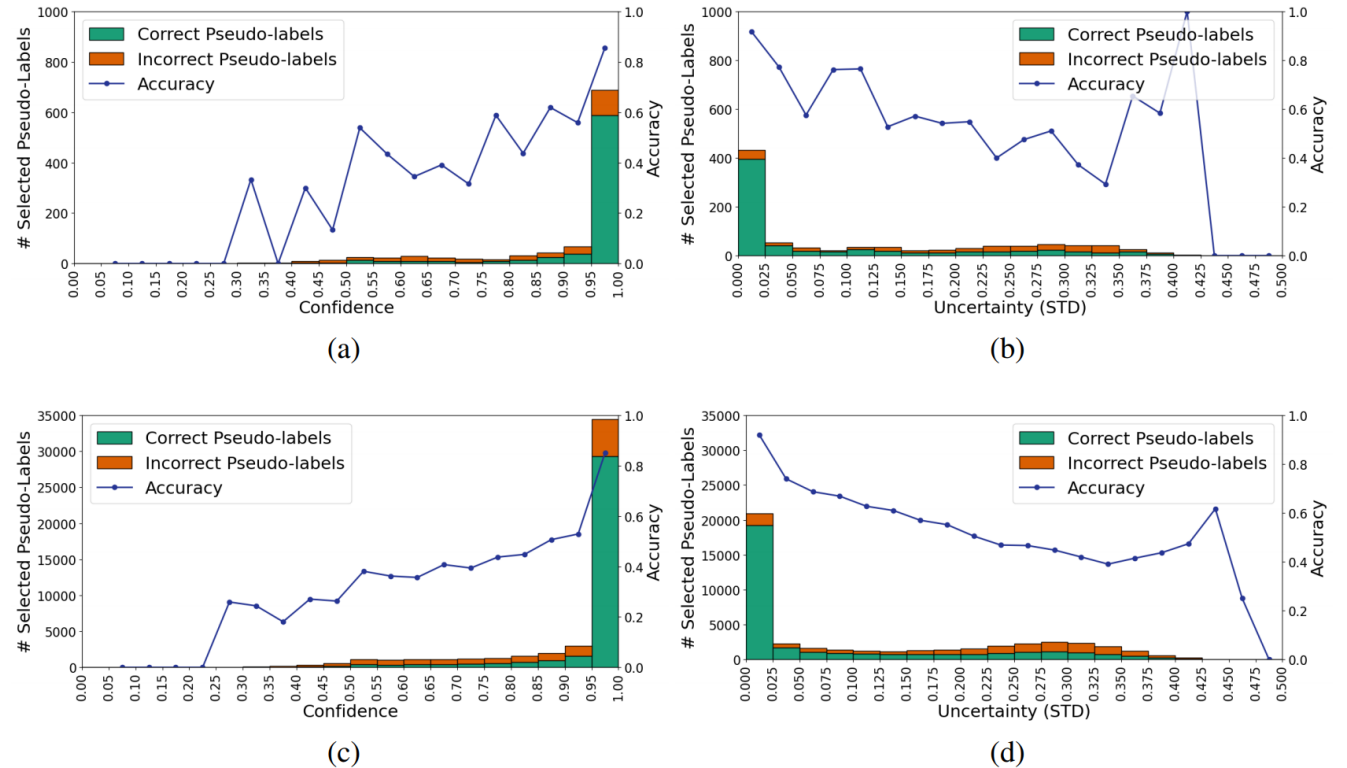 1000
800
600
400
200
0
# Selected Pseudo-Labels
Correct Pseudo-labels
Incorrect Pseudo-labels
Accuracy
1.0
0.8
0.6
0.4
0.2
0.0
Accuracy
0.00 0.05 0.10 0.15 0.20 0.25 0.30 0.35 0.40 0.45 0.50 0.55 0.60 0.65 0.70 0.75 0.80 0.85 0.90 0.95 1.00
Confidence
(a)
1000
800
600
400
200
0
# Selected Pseudo-Labels
Correct Pseudo-labels
Incorrect Pseudo-labels
Accuracy
1.0
0.8
0.6
0.4
0.2
0.0
Accuracy
0.000 0.025 0.050 0.075 0.100 0.125 0.150 0.175 0.200 0.225 0.250 0.275 0.300 0.325 0.350 0.375 0.400 0.425 0.450 0.475 0.500
Uncertainty (STD)
(b)
35000
30000
25000
20000
15000
10000
5000
0
# Selected Pseudo-Labels
Correct Pseudo-labels
Incorrect Pseudo-labels
Accuracy
1.0
0.8
0.6
0.4
0.2
0.0
Accuracy
0.00 0.05 0.10 0.15 0.20 0.25 0.30 0.35 0.40 0.45 0.50 0.55 0.60 0.65 0.70 0.75 0.80 0.85 0.90 0.95 1.00
Confidence
(c)
35000
30000
25000
20000
15000
10000
5000
0
# Selected Pseudo-Labels
Correct Pseudo-labels
Incorrect Pseudo-labels
Accuracy
1.0
0.8
0.6
0.4
0.2
0.0
Accuracy
0.000 0.025 0.050 0.075 0.100 0.125 0.150 0.175 0.200 0.225 0.250 0.275 0.300 0.325 0.350 0.375 0.400 0.425 0.450 0.475 0.500
Uncertainty (STD)
(d)